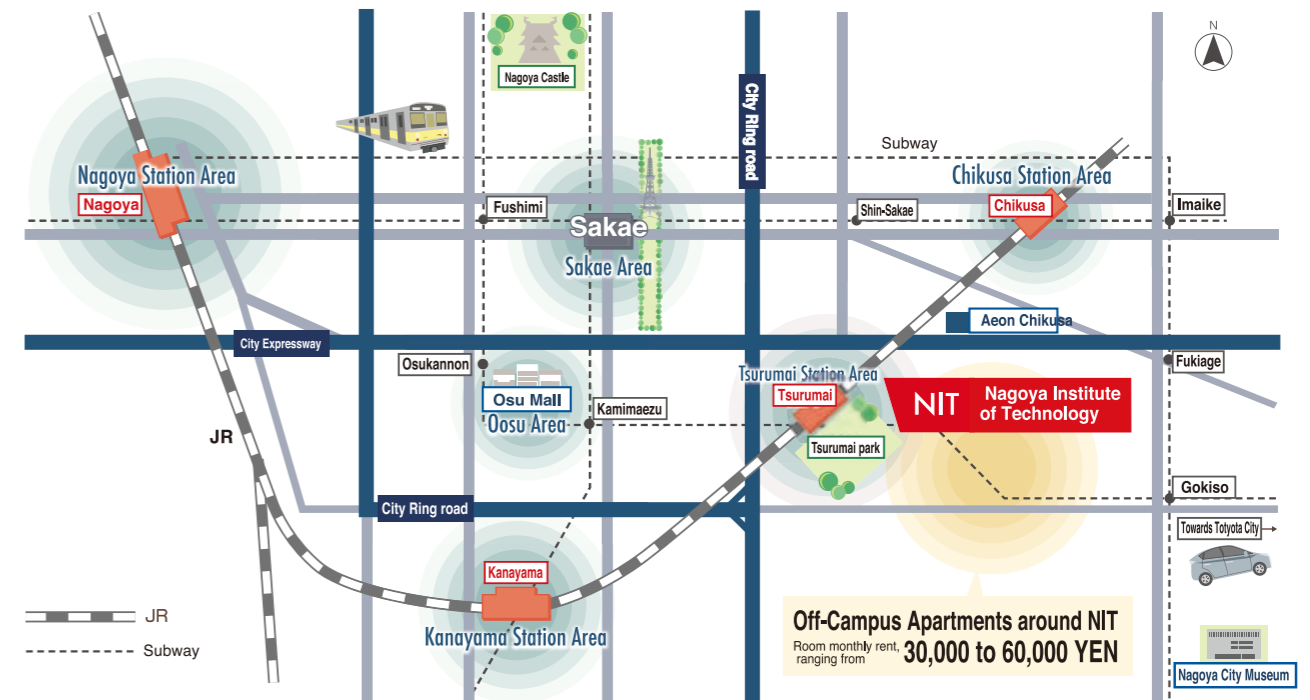 N
Nagoya Castle
City Ring road
Subway
Nagoya Station Area
Nagoya
Chikusa Station Area
Chikusa
Imaike
Fushimi
Shin-Sakae
Sakae
Sakae Area
Aeon Chikusa
City Expressway
Osukannon
Fukiage
Tsurumai Station Area
Tsurumai
NIT
Nagoya Institute
of Technology
Osu Mall
Oosu Area
Kamimaezu
JR
Tsurumai park
Gokiso
City Ring road
Towards Totyota City
Kanayama
Kanayama Station Area
JR
Subway
Off-Campus Apartments around NIT
Room monthly rent,
ranging from
30,000 to 60,000 YEN
Nagoya City Museum